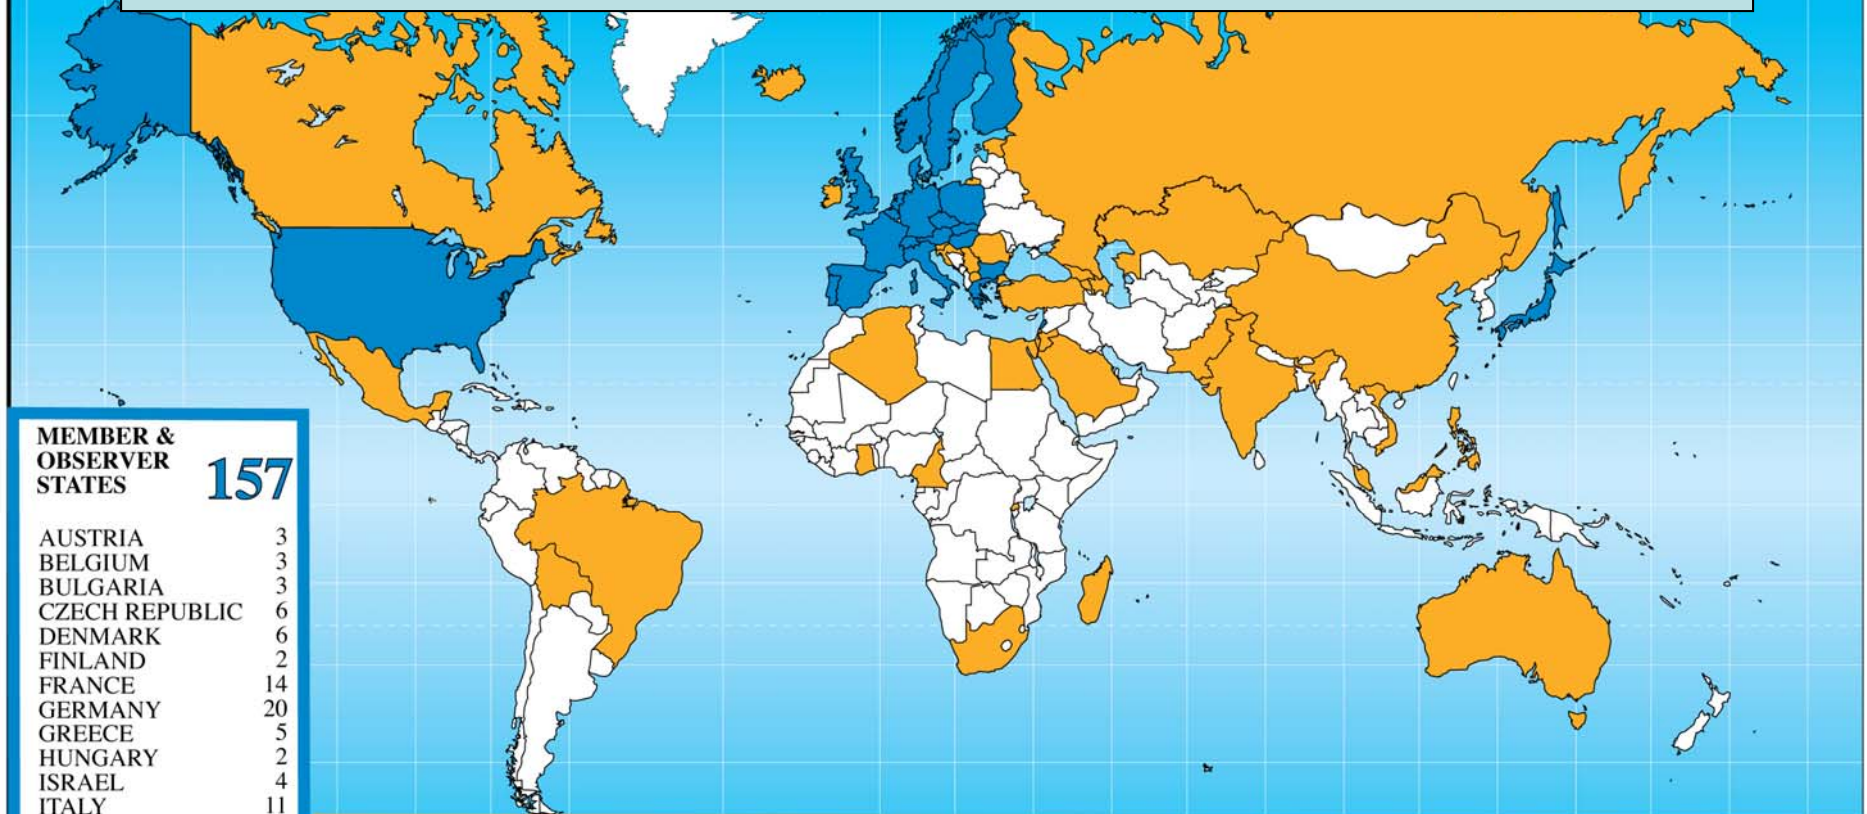 MEMBER &
OBSERVER
STATES 157
AUSTRIA 3
BELGIUM 3
BULGARIA 3
CZECH REPUBLIC 6
DENMARK 6
FINLAND 2
FRANCE 14
GERMANY 20
GREECE 5
HUNGARY 2
ISRAEL 4
ITALY 11